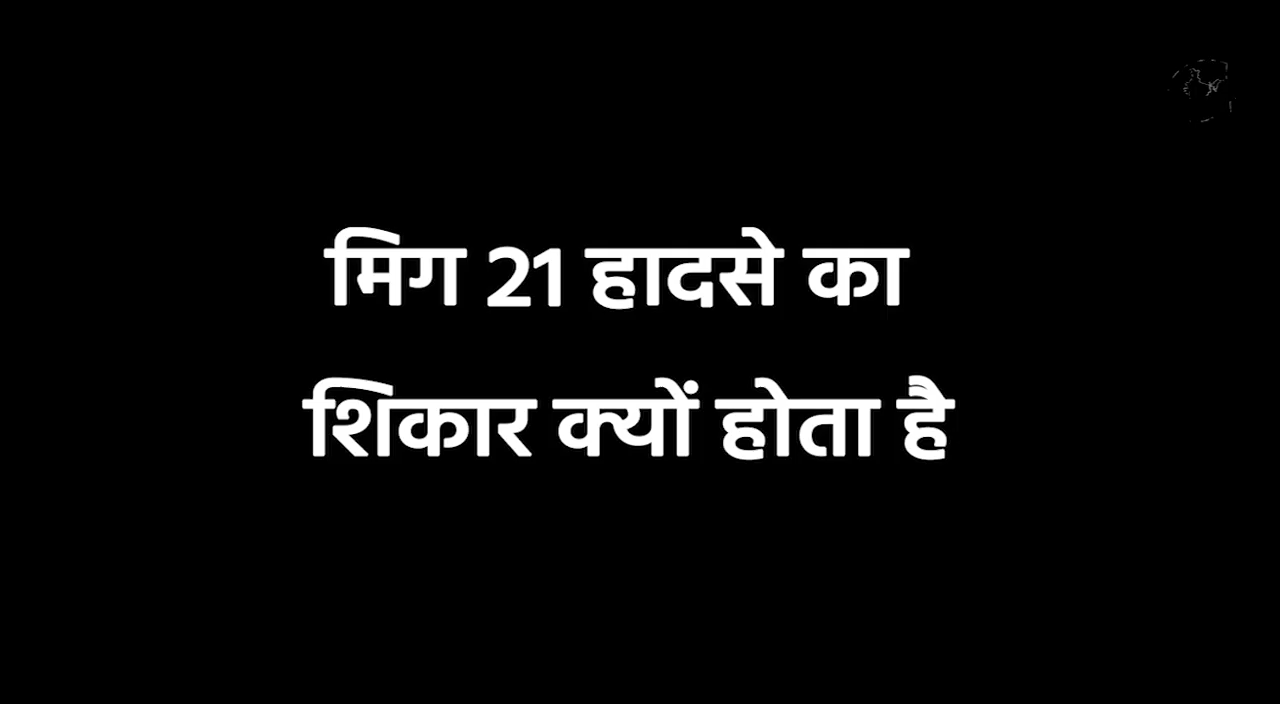 मिग 21 हादसे का
शिकार क्यों होता है